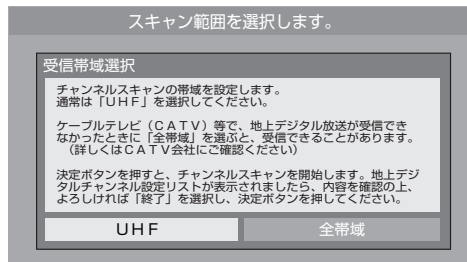 スキャン範囲を選択します。
受信帯域選択
チャンネルスキャンの帯域を設定します。
通常は「UHF」を選択してください。
ケーブルテレビ（CATV）等で、地上デジタル放送が受信でき
なかったときに「全帯域」を選ぶと、受信できることがあります。
（詳しくはCATV会社にご確認ください）
決定ボタンを押すと、チャンネルスキャンを開始します。地上デジ
タルチャンネル設定リストが表示されましたら、内容を確認の上、
よろしければ「終了」を選択し、決定ボタンを押してください。
UHF
全帯域